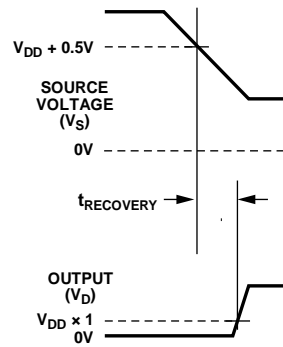 VDD + 0.5V
SOURCE
VOLTAGE
(VS)
0V
tRECOVERY
OUTPUT
(VD)
VDD × 1
0V